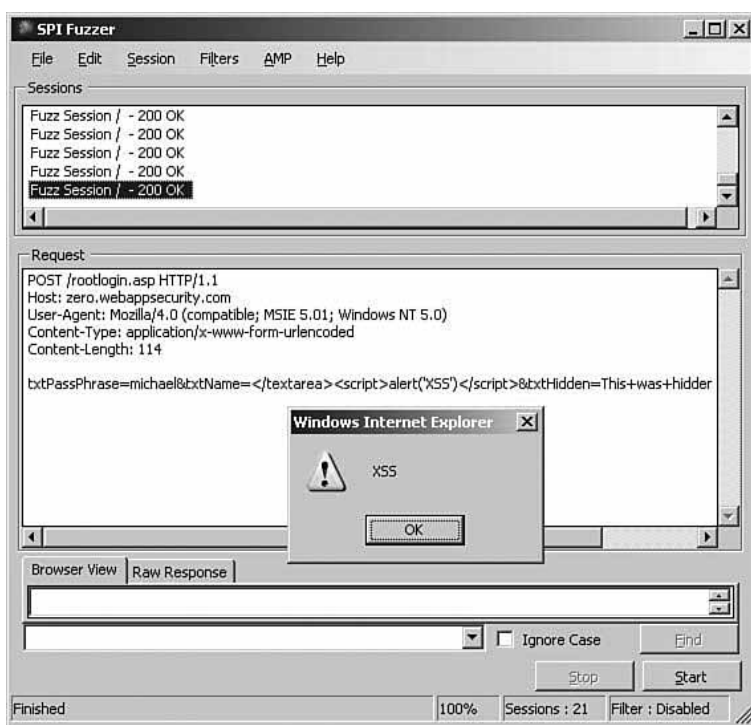 SPI Fuzzer
File Edit Session Filters AMP Help
Sessions
Fuzz Session / - 200 OK
Fuzz Session / - 200 OK
Fuzz Session / - 200 OK
Fuzz Session / - 200 OK
Fuzz Session / - 200 OK
Request
POST /rootlogin.asp HTTP/1.1
Host: zero.webappsecurity.com
User-Agent: Mozilla/4.0 (compatible; MSIE 5.01; Windows NT 5.0)
Content-Type: application/x-www-form-urlencoded
Content-Length: 114
txtPassPhrase=michael&txtName=</textarea><script>alert('XSS')</script>&txtHidden=This+was+hidder
Windows Internet Explorer
XSS
OK
Browser View Raw Response
Ignore Case Find
Stop Start
Finished 100% Sessions : 21 Filter : Disabled